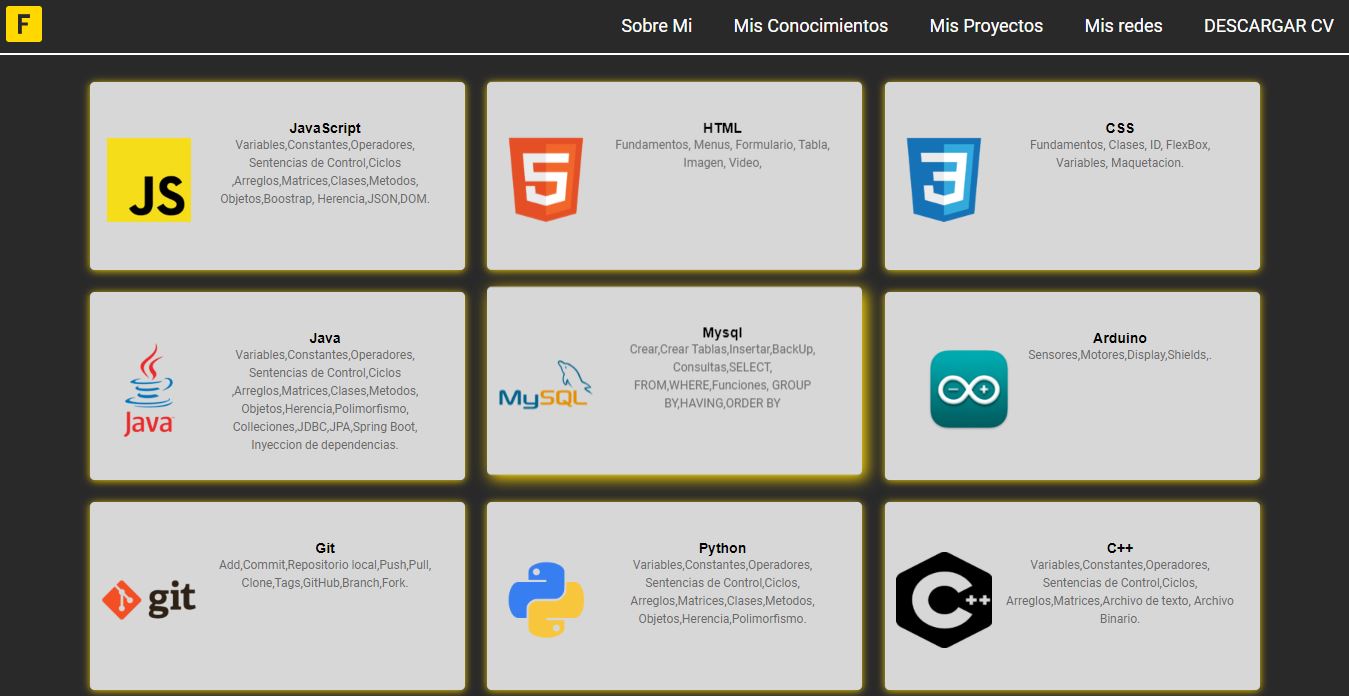 F
Sobre Mi
Mis Conocimientos
Mis Proyectos
Mis redes
DESCARGAR CV
JS
JavaScript
Variables,Constantes,Operadores,
Sentencias de Control,Ciclos
,Arreglos,Matrices,Clases,Metodos,
Objetos,Boostrap, Herencia,JSON,DOM.
5
HTML
Fundamentos, Menus, Formulario, Tabla,
Imagen, Video,
3
CSS
Fundamentos, Clases, ID, FlexBox,
Variables, Maquetacion.
Java
Java
Variables,Constantes,Operadores,
Sentencias de Control,Ciclos
,Arreglos,Matrices,Clases,Metodos,
Objetos,Herencia,Polimorfismo,
Colleciones,JDBC,JPA,Spring Boot,
Inyeccion de dependencias.
MySQL
Mysql
Crear,Crear Tablas,Insertar,BackUp,
Consultas,SELECT,
FROM,WHERE,Funciones, GROUP
BY,HAVING,ORDER BY
Arduino
Sensores,Motores,Display,Shields,.
git
Git
Add,Commit,Repositorio local,Push,Pull,
Clone,Tags,GitHub,Branch,Fork.
Python
Variables,Constantes,Operadores,
Sentencias de Control,Ciclos,
Arreglos,Matrices,Clases,Metodos,
Objetos,Herencia,Polimorfismo.
C++
C++
Variables,Constantes,Operadores,
Sentencias de Control,Ciclos,
Arreglos,Matrices,Archivo de texto, Archivo
Binario.